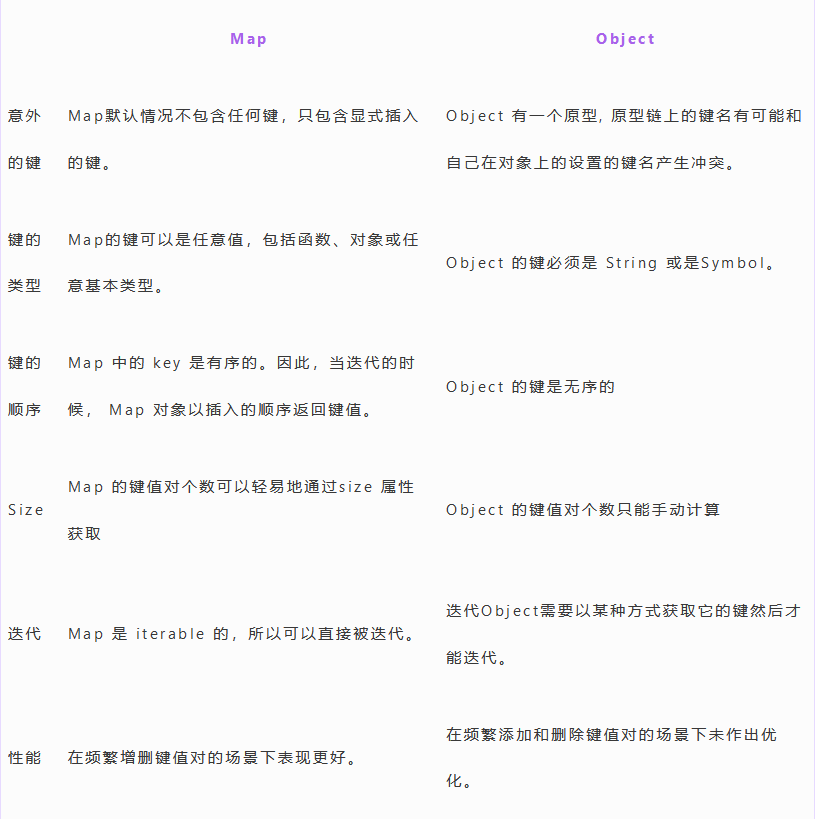 Map Object
意外的键 Map默认情况不包含任何键，只包含显式插入的键。 Object 有一个原型, 原型链上的键名有可能和自己在对象上的设置的键名产生冲突。
键的类型 Map的键可以是任意值，包括函数、对象或任意基本类型。 Object 的键必须是 String 或是Symbol。
键的顺序 Map 中的 key 是有序的。因此，当迭代的时候， Map 对象以插入的顺序返回键值。 Object 的键是无序的
Size Map 的键值对个数可以轻易地通过size 属性获取 Object 的键值对个数只能手动计算
迭代 Map 是 iterable 的，所以可以直接被迭代。 迭代Object需要以某种方式获取它的键然后才能迭代。
性能 在频繁增删键值对的场景下表现更好。 在频繁添加和删除键值对的场景下未作出优化。